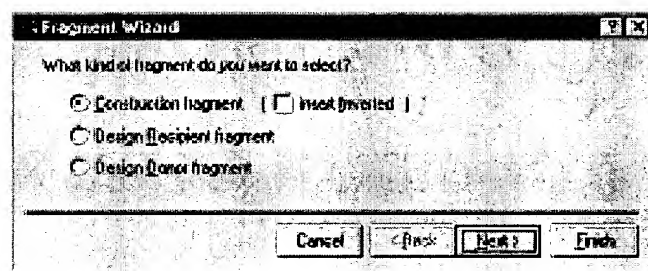 Fragment Wizard
What kind of fragment do you want to select?
Construction fragment [ Insert Inverted ]
Design Recipient fragment
Design Donor fragment
Cancel < Back Next > Finish